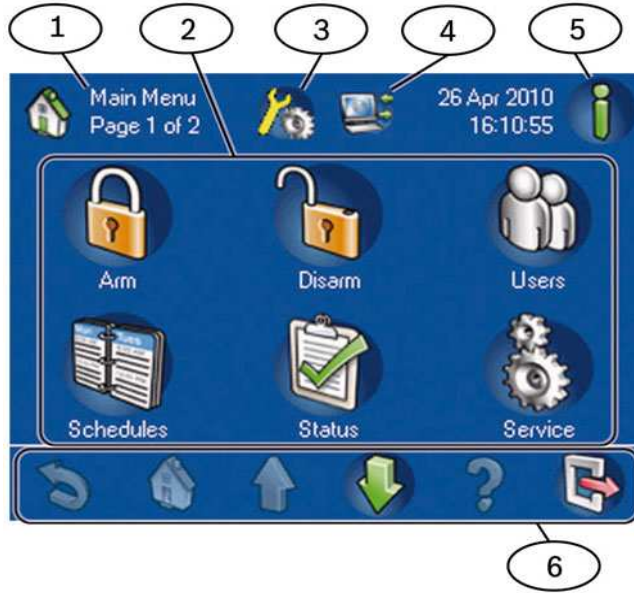 1 2 3 4 5
Main Menu
Page 1 of 2
26 Apr 2010
16:10:55
Arm Disarm Users
Schedules Status Service
6